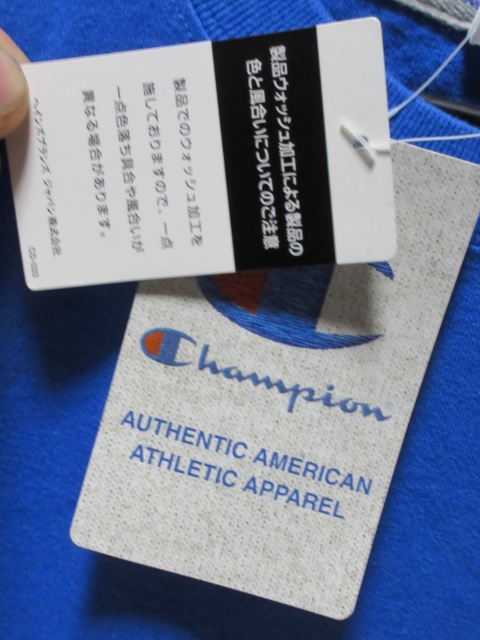 製品ウォッシュ加工による製品の
色と風合いについてのご注意
製品でのウォッシュ加工を
施しておりますので、一点
一点色落ち具合や風合いが
異なる場合があります。
ヘインズブランズ ジャパン株式会社
Champion
AUTHENTIC AMERICAN
ATHLETIC APPAREL